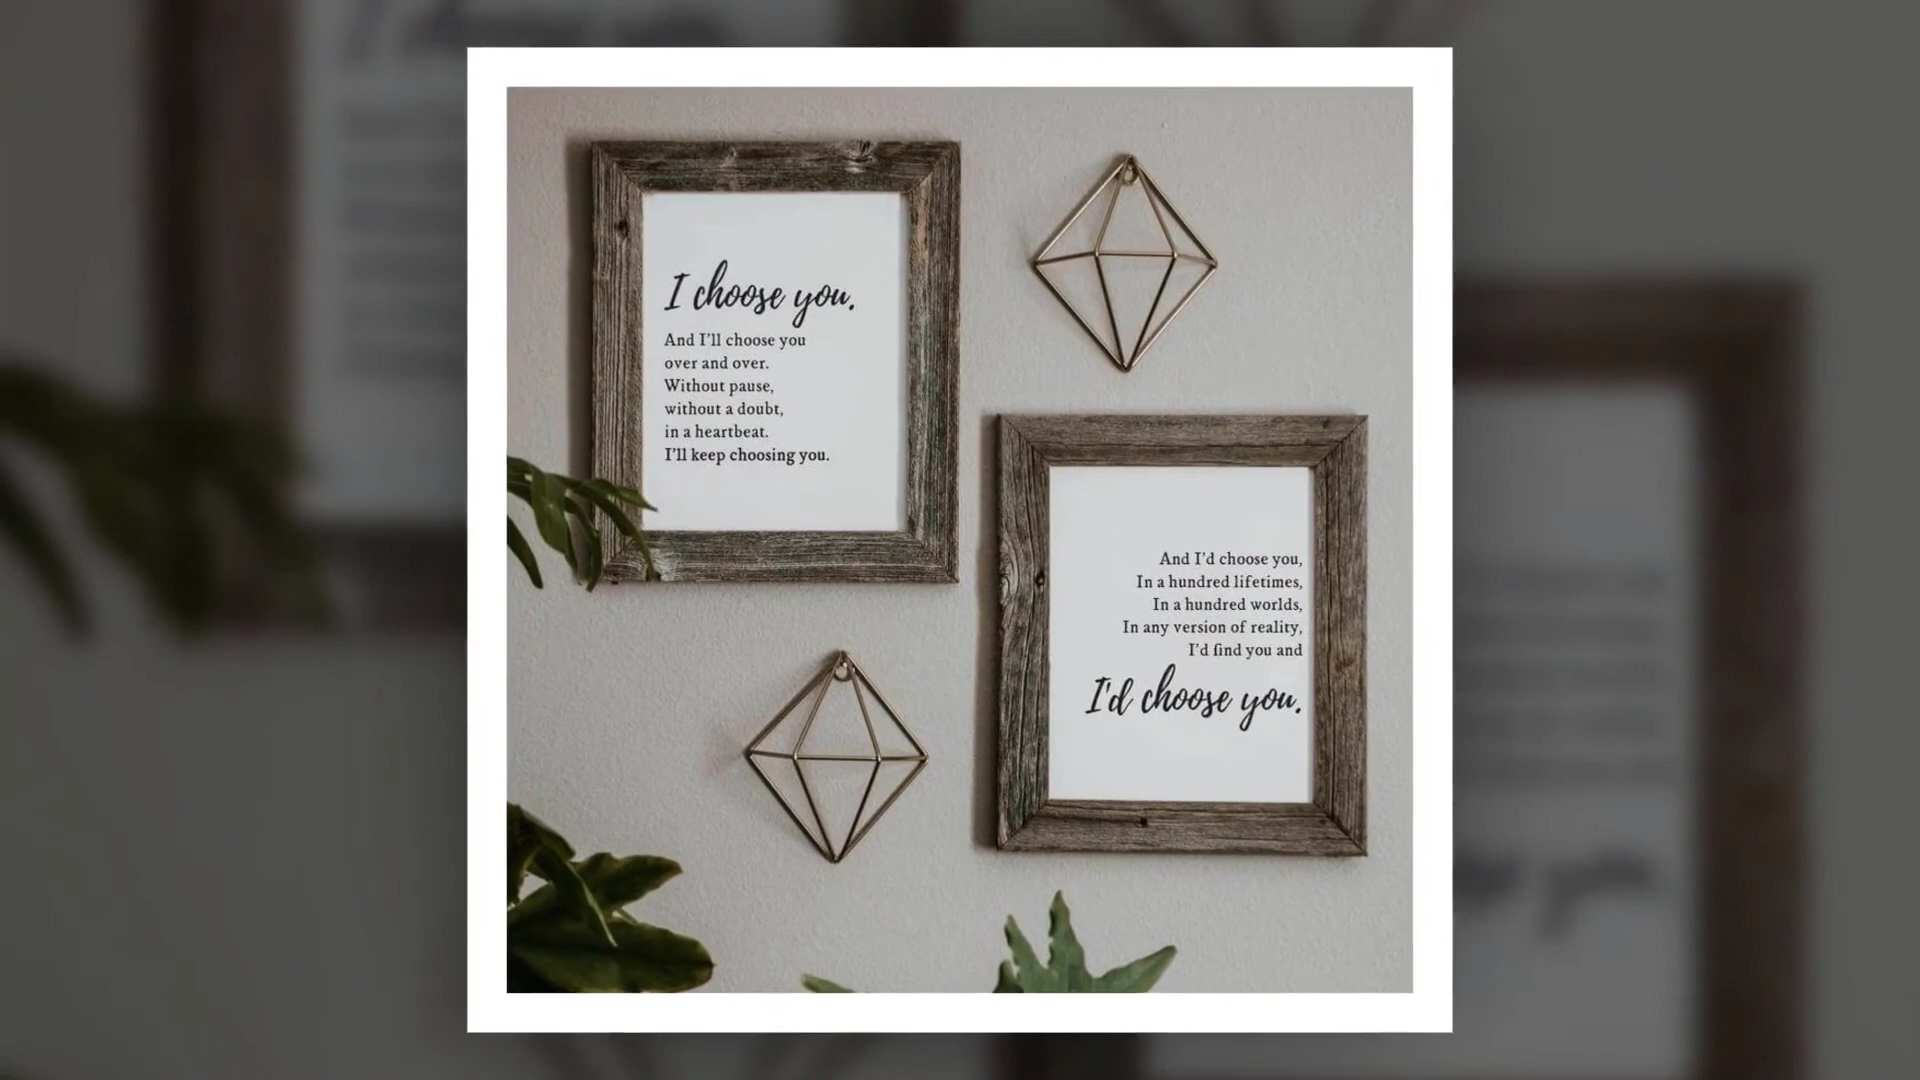 I choose you.
And I'll choose you
over and over.
Without pause,
without a doubt,
in a heartbeat.
I'll keep choosing you.
And I'd choose you,
In a hundred lifetimes,
In a hundred worlds,
In any version of reality,
I'd find you and
I'd choose you.